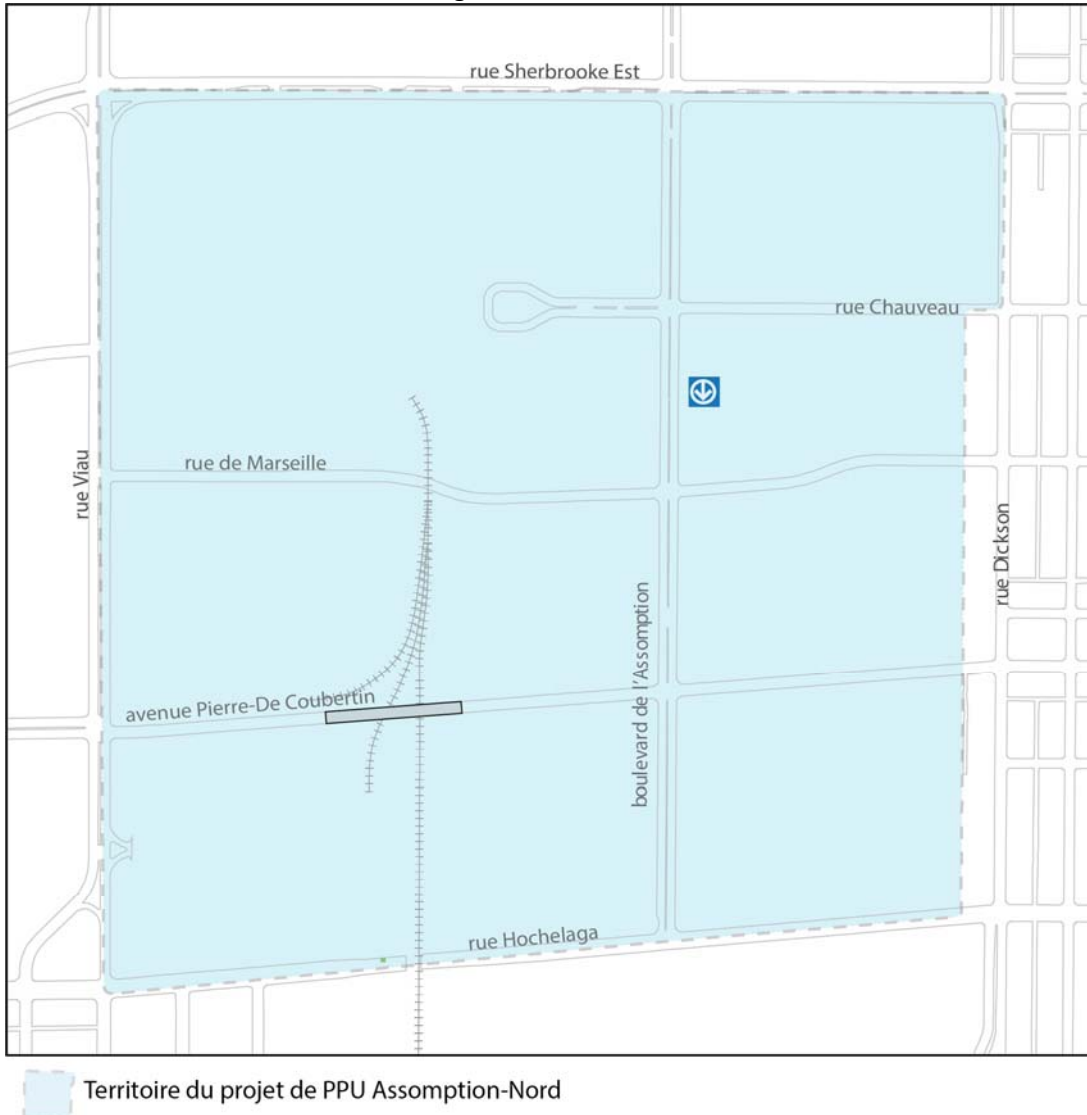 rue Sherbrooke Est
rue Chauveau
rue de Marseille
rue Viau
rue Dickson
boulevard de l'Assomption
avenue Pierre-De Coubertin
rue Hochelaga
Territoire du projet de PPU Assomption-Nord